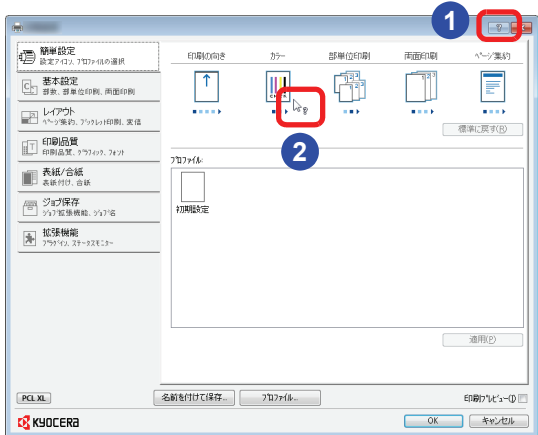 1
簡単設定
設定アイコン、プロファイルの選択
基本設定
部数、部単位印刷、両面印刷
レイアウト
ページ集約、ブックレット印刷、変倍
印刷品質
印刷品質、グラフィック、フォント
表紙/合紙
表紙付け、合紙
ジョブ保存
ジョブ拡張機能、ジョブ名
拡張機能
プラグイン、ステータスモニター
印刷の向き カラー 部単位印刷 両面印刷 ページ集約
2
標準に戻す(R)
プロファイル:
初期設定
適用(P)
PCL XL 名前を付けて保存... プロファイル... 印刷プレビュー(I)
KYOCERA OK キャンセル